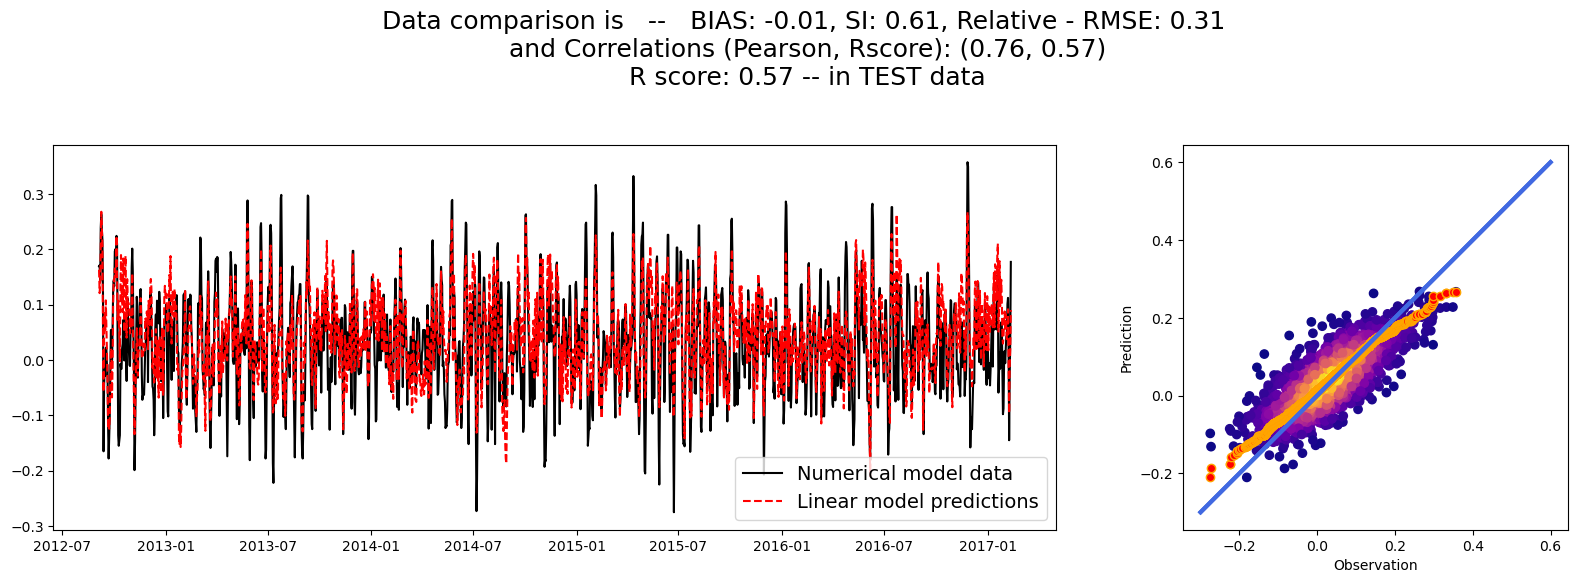 Data comparison is   --   BIAS: -0.01, SI: 0.61, Relative - RMSE: 0.31
and Correlations (Pearson, Rscore): (0.76, 0.57)
R score: 0.57 -- in TEST data
0.3
0.2
0.1
0.0
−0.1
−0.2
−0.3
2012-07 2013-01 2013-07 2014-01 2014-07 2015-01 2015-07 2016-01 2016-07 2017-01
Numerical model data
Linear model predictions
Prediction
0.6
0.4
0.2
0.0
−0.2
−0.2 0.0 0.2 0.4 0.6
Observation